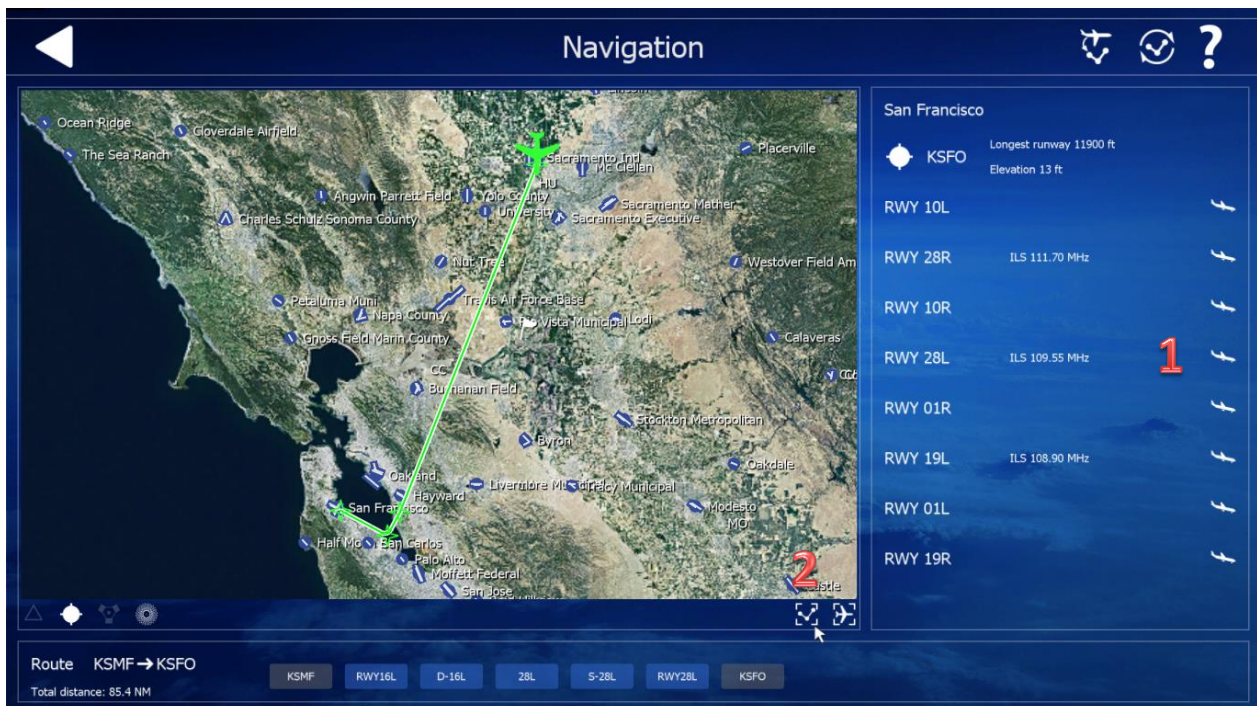 Navigation
?
Ocean Ridge
Cloverdale Airfield
The Sea Ranch
Placerville
Sacramento Intl
Mc Clellan
HU
Angwin Parrett Field
Yolo County
University
Sacramento Mather
Charles Schulz Sonoma County
Sacramento Executive
Nut Tree
Westover Field Am
Petaluma Muni
Travis Air Force Base
Napa County
Rio Vista Municipal
Lodi
Gnoss Field Marin County
Calaveras
CC
Buchanan Field
Stockton Metropolitan
Byron
Oakland
Oakdale
Livermore
Tracy Municipal
Hayward
San Francisco
Modesto
MO
Half Mo
San Carlos
Palo Alto
Moffett Federal
San Jose
Castle
2
San Francisco
KSFO
Longest runway 11900 ft
Elevation 13 ft
RWY 10L
RWY 28R ILS 111.70 MHz
RWY 10R
RWY 28L ILS 109.55 MHz
1
RWY 01R
RWY 19L ILS 108.90 MHz
RWY 01L
RWY 19R
Route KSMF→KSFO
Total distance: 85.4 NM
KSMF RWY16L D-16L 28L S-28L RWY28L KSFO